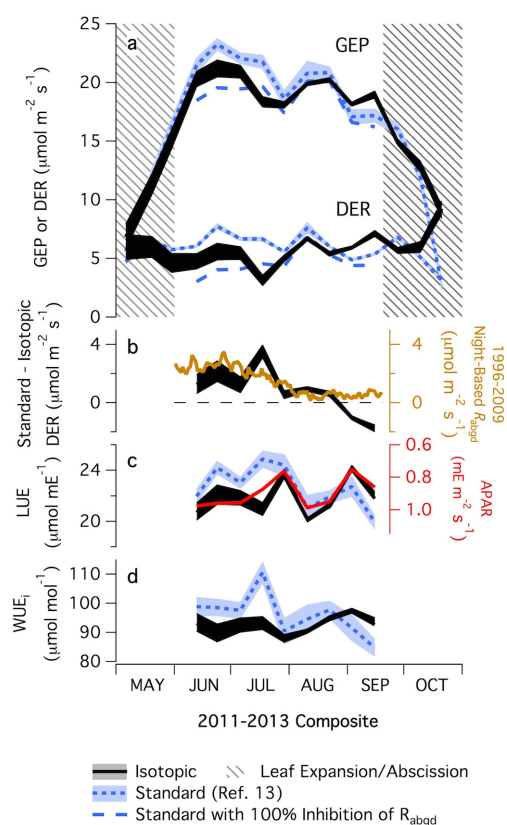 25
a
GEP
20
15
10
DER
5
0
GEP or DER (μmol m⁻² s⁻¹)
b
4
0
Standard - Isotopic
DER (μmol m⁻² s⁻¹)
4
2
0
1996-2009
Night-Based Rabgd
(μmol m⁻² s⁻¹)
c
24
22
20
LUE
(μmol mE⁻¹)
0.6
0.8
1.0
APAR
(mE m⁻² s⁻¹)
d
110
100
90
80
WUEi
(μmol mol⁻¹)
MAY JUN JUL AUG SEP OCT
2011-2013 Composite
Isotopic Leaf Expansion/Abscission
Standard (Ref. 13)
Standard with 100% Inhibition of Rabgd